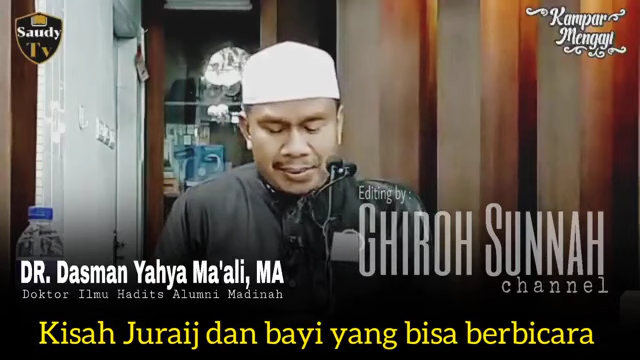 Saudy
Tv
Kampar
Mengaji
Editing by :
GHIROH SUNNAH
channel
DR. Dasman Yahya Ma'ali, MA
Doktor Ilmu Hadits Alumni Madinah
Kisah Juraij dan bayi yang bisa berbicara